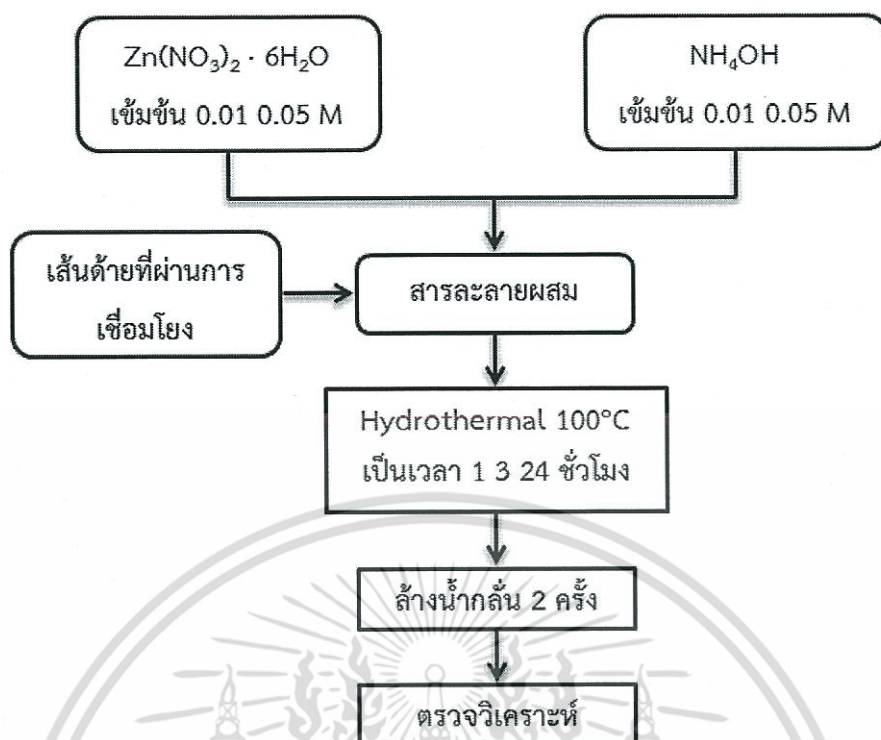 Zn(NO₃)₂ · 6H₂O
เข้มข้น 0.01 0.05 M
NH₄OH
เข้มข้น 0.01 0.05 M
เส้นด้ายที่ผ่านการ
เชื่อมโยง
สารละลายผสม
Hydrothermal 100°C
เป็นเวลา 1 3 24 ชั่วโมง
ล้างน้ำกลั่น 2 ครั้ง
ตรวจวิเคราะห์